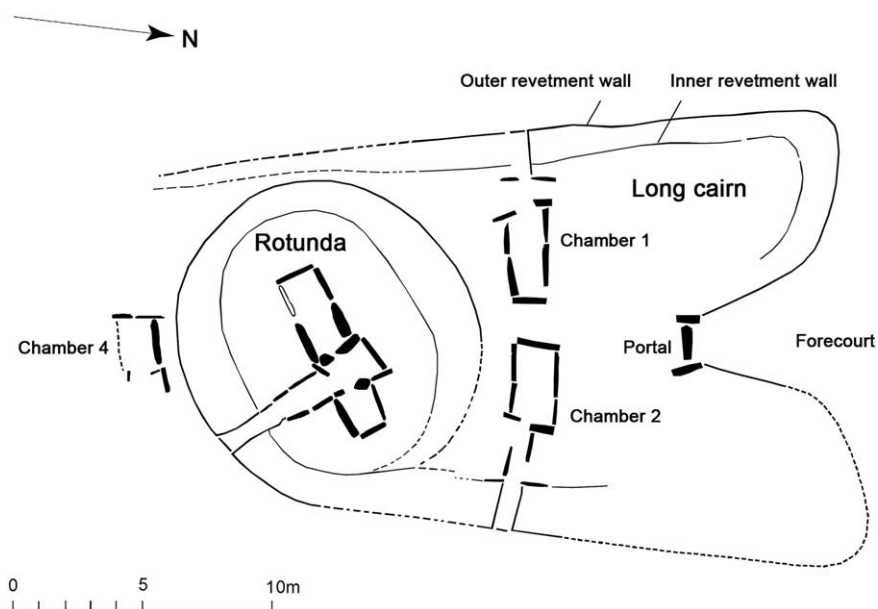 N
Outer revetment wall
Inner revetment wall
Long cairn
Rotunda
Chamber 1
Chamber 4
Portal
Forecourt
Chamber 2
0
5
10m